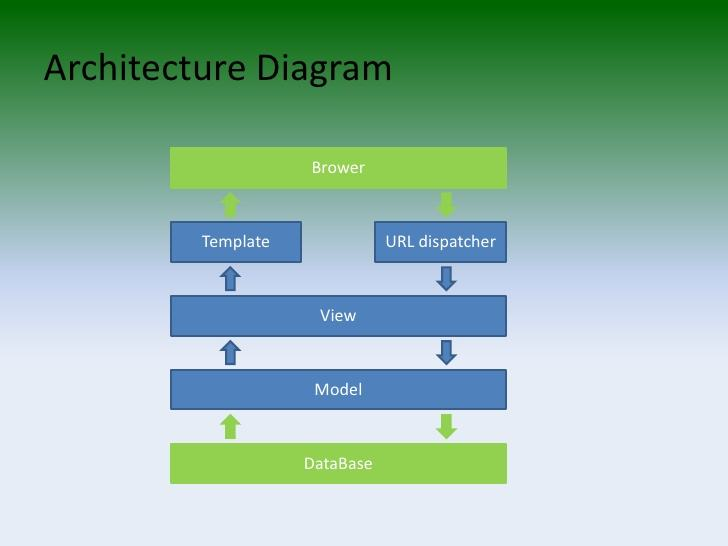 Architecture Diagram
Brower
Template
URL dispatcher
View
Model
DataBase